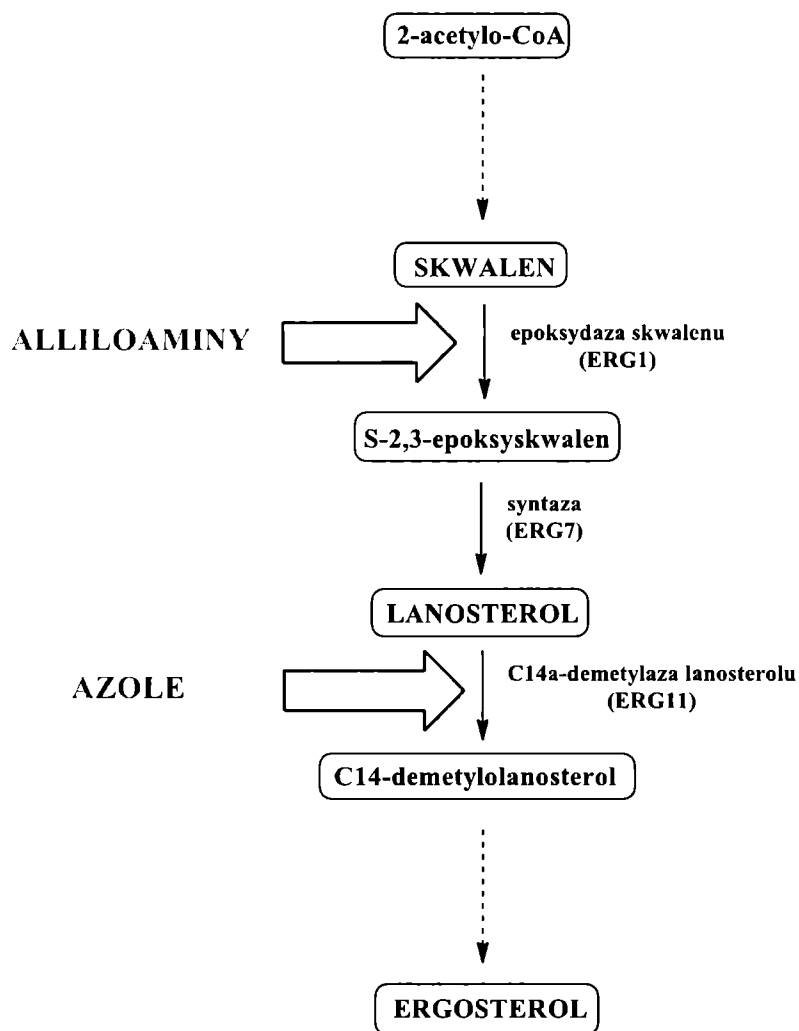 2-acetylo-CoA
SKWALEN
ALLILOAMINY
epoksydaza skwalenu
(ERG1)
S-2,3-epoksyskwalen
syntaza
(ERG7)
LANOSTEROL
AZOLE
C14a-demetylaza lanosterolu
(ERG11)
C14-demetylolanosterol
ERGOSTEROL